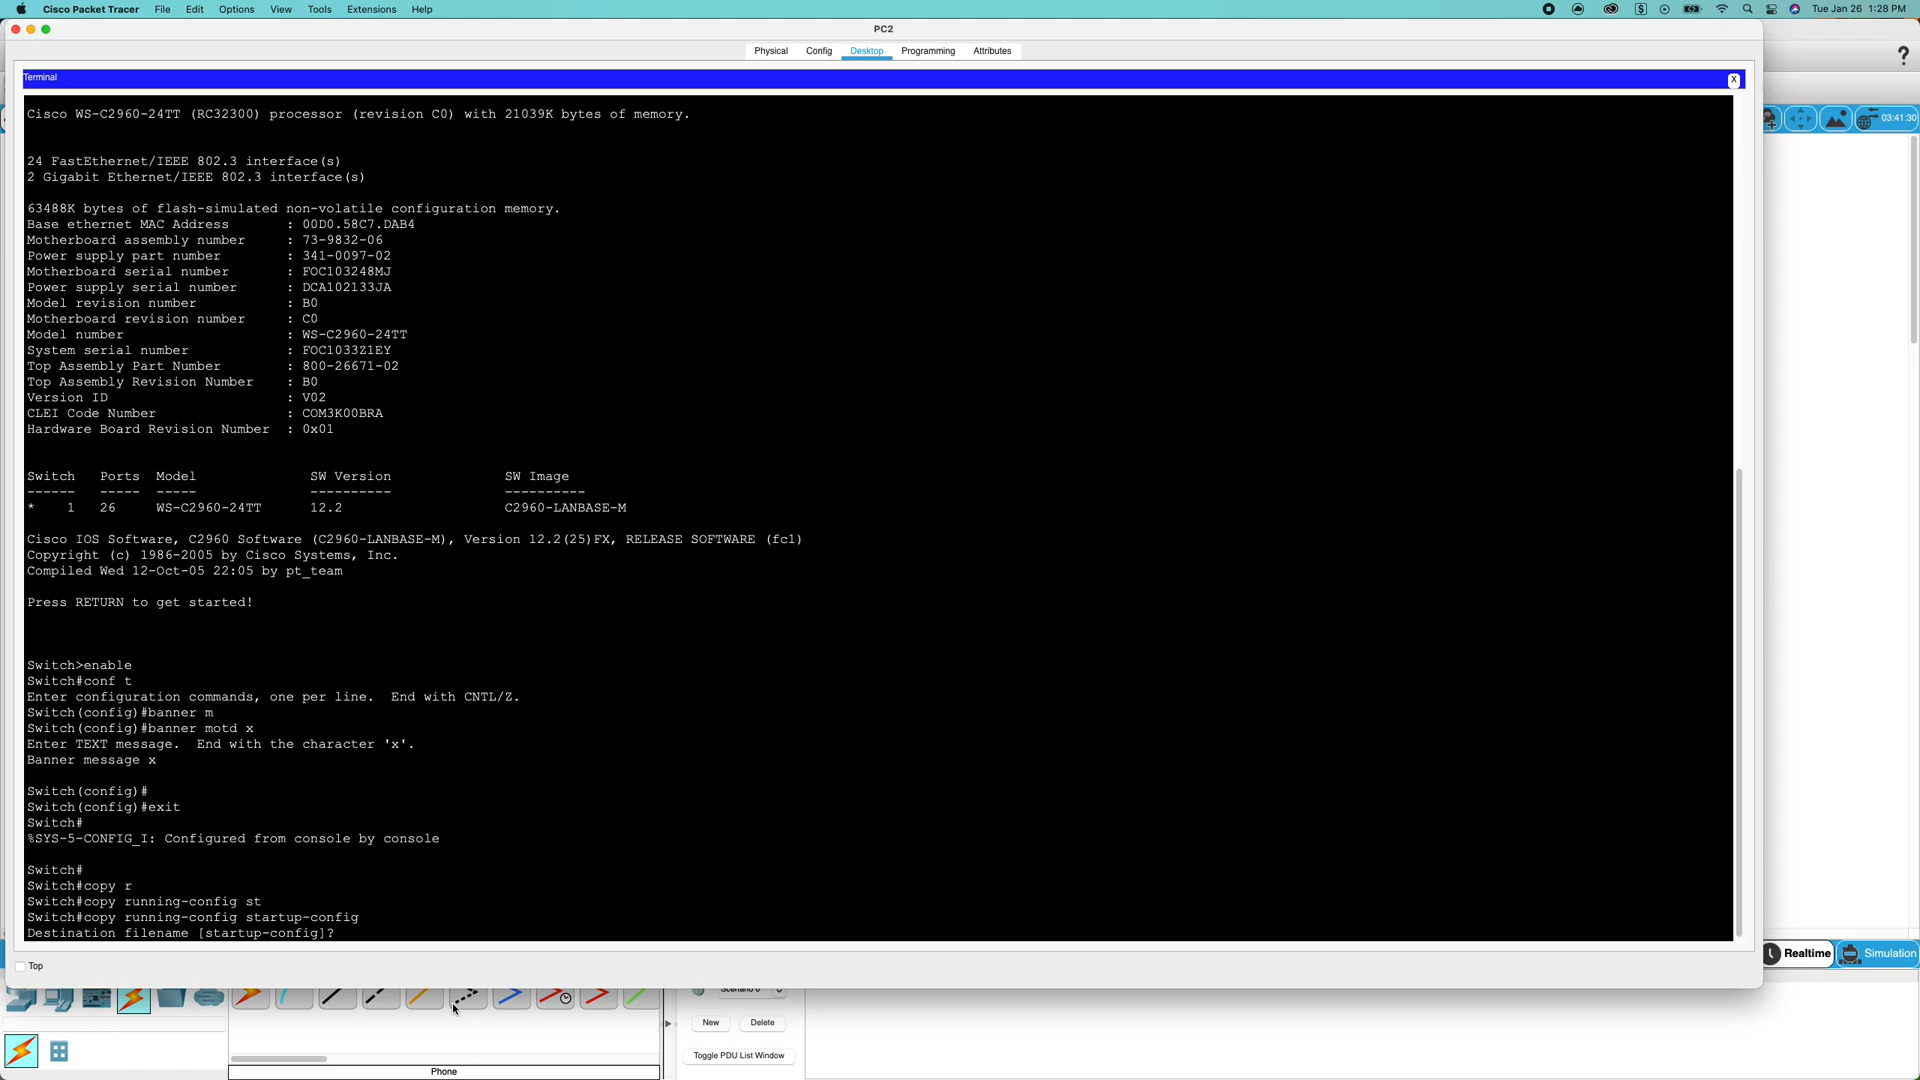 Cisco Packet Tracer File Edit Options View Tools Extensions Help Tue Jan 26 1:28 PM
PC2
Physical Config Desktop Programming Attributes
?
Terminal X
Cisco WS-C2960-24TT (RC32300) processor (revision C0) with 21039K bytes of memory.
03:41:30
24 FastEthernet/IEEE 802.3 interface(s)
2 Gigabit Ethernet/IEEE 802.3 interface(s)
63488K bytes of flash-simulated non-volatile configuration memory.
Base ethernet MAC Address : 00D0.58C7.DAB4
Motherboard assembly number : 73-9832-06
Power supply part number : 341-0097-02
Motherboard serial number : FOC103248MJ
Power supply serial number : DCA102133JA
Model revision number : B0
Motherboard revision number : C0
Model number : WS-C2960-24TT
System serial number : FOC1033Z1EY
Top Assembly Part Number : 800-26671-02
Top Assembly Revision Number : B0
Version ID : V02
CLEI Code Number : COM3K00BRA
Hardware Board Revision Number : 0x01
Switch Ports Model SW Version SW Image
------ ----- ----- ---------- ----------
* 1 26 WS-C2960-24TT 12.2 C2960-LANBASE-M
Cisco IOS Software, C2960 Software (C2960-LANBASE-M), Version 12.2(25)FX, RELEASE SOFTWARE (fc1)
Copyright (c) 1986-2005 by Cisco Systems, Inc.
Compiled Wed 12-Oct-05 22:05 by pt_team
Press RETURN to get started!
Switch>enable
Switch#conf t
Enter configuration commands, one per line. End with CNTL/Z.
Switch(config)#banner m
Switch(config)#banner motd x
Enter TEXT message. End with the character 'x'.
Banner message x
Switch(config)#
Switch(config)#exit
Switch#
%SYS-5-CONFIG_I: Configured from console by console
Switch#
Switch#copy r
Switch#copy running-config st
Switch#copy running-config startup-config
Destination filename [startup-config]?
Realtime Simulation
Top
Scenario 0
New Delete
Toggle PDU List Window
Phone